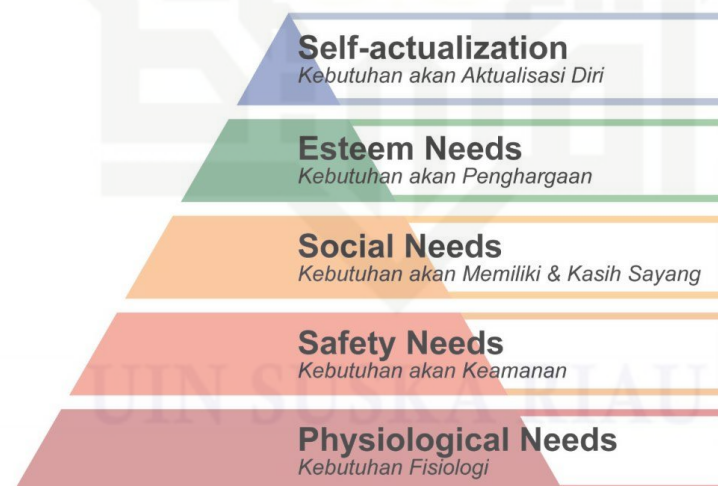 Self-actualization
Kebutuhan akan Aktualisasi Diri
Esteem Needs
Kebutuhan akan Penghargaan
Social Needs
Kebutuhan akan Memiliki & Kasih Sayang
Safety Needs
Kebutuhan akan Keamanan
UIN SUSKA RIAU
Physiological Needs
Kebutuhan Fisiologi